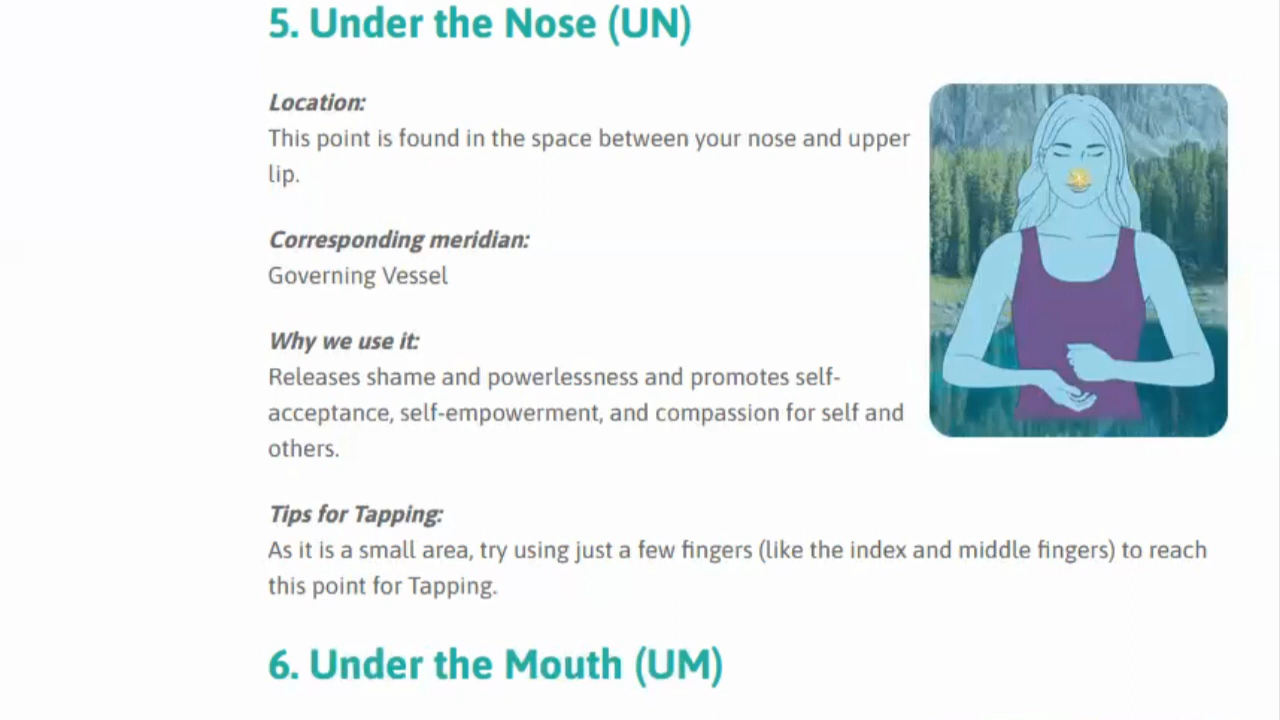 5. Under the Nose (UN)
Location:
This point is found in the space between your nose and upper
lip.
Corresponding meridian:
Governing Vessel
Why we use it:
Releases shame and powerlessness and promotes self-
acceptance, self-empowerment, and compassion for self and
others.
Tips for Tapping:
As it is a small area, try using just a few fingers (like the index and middle fingers) to reach
this point for Tapping.
6. Under the Mouth (UM)